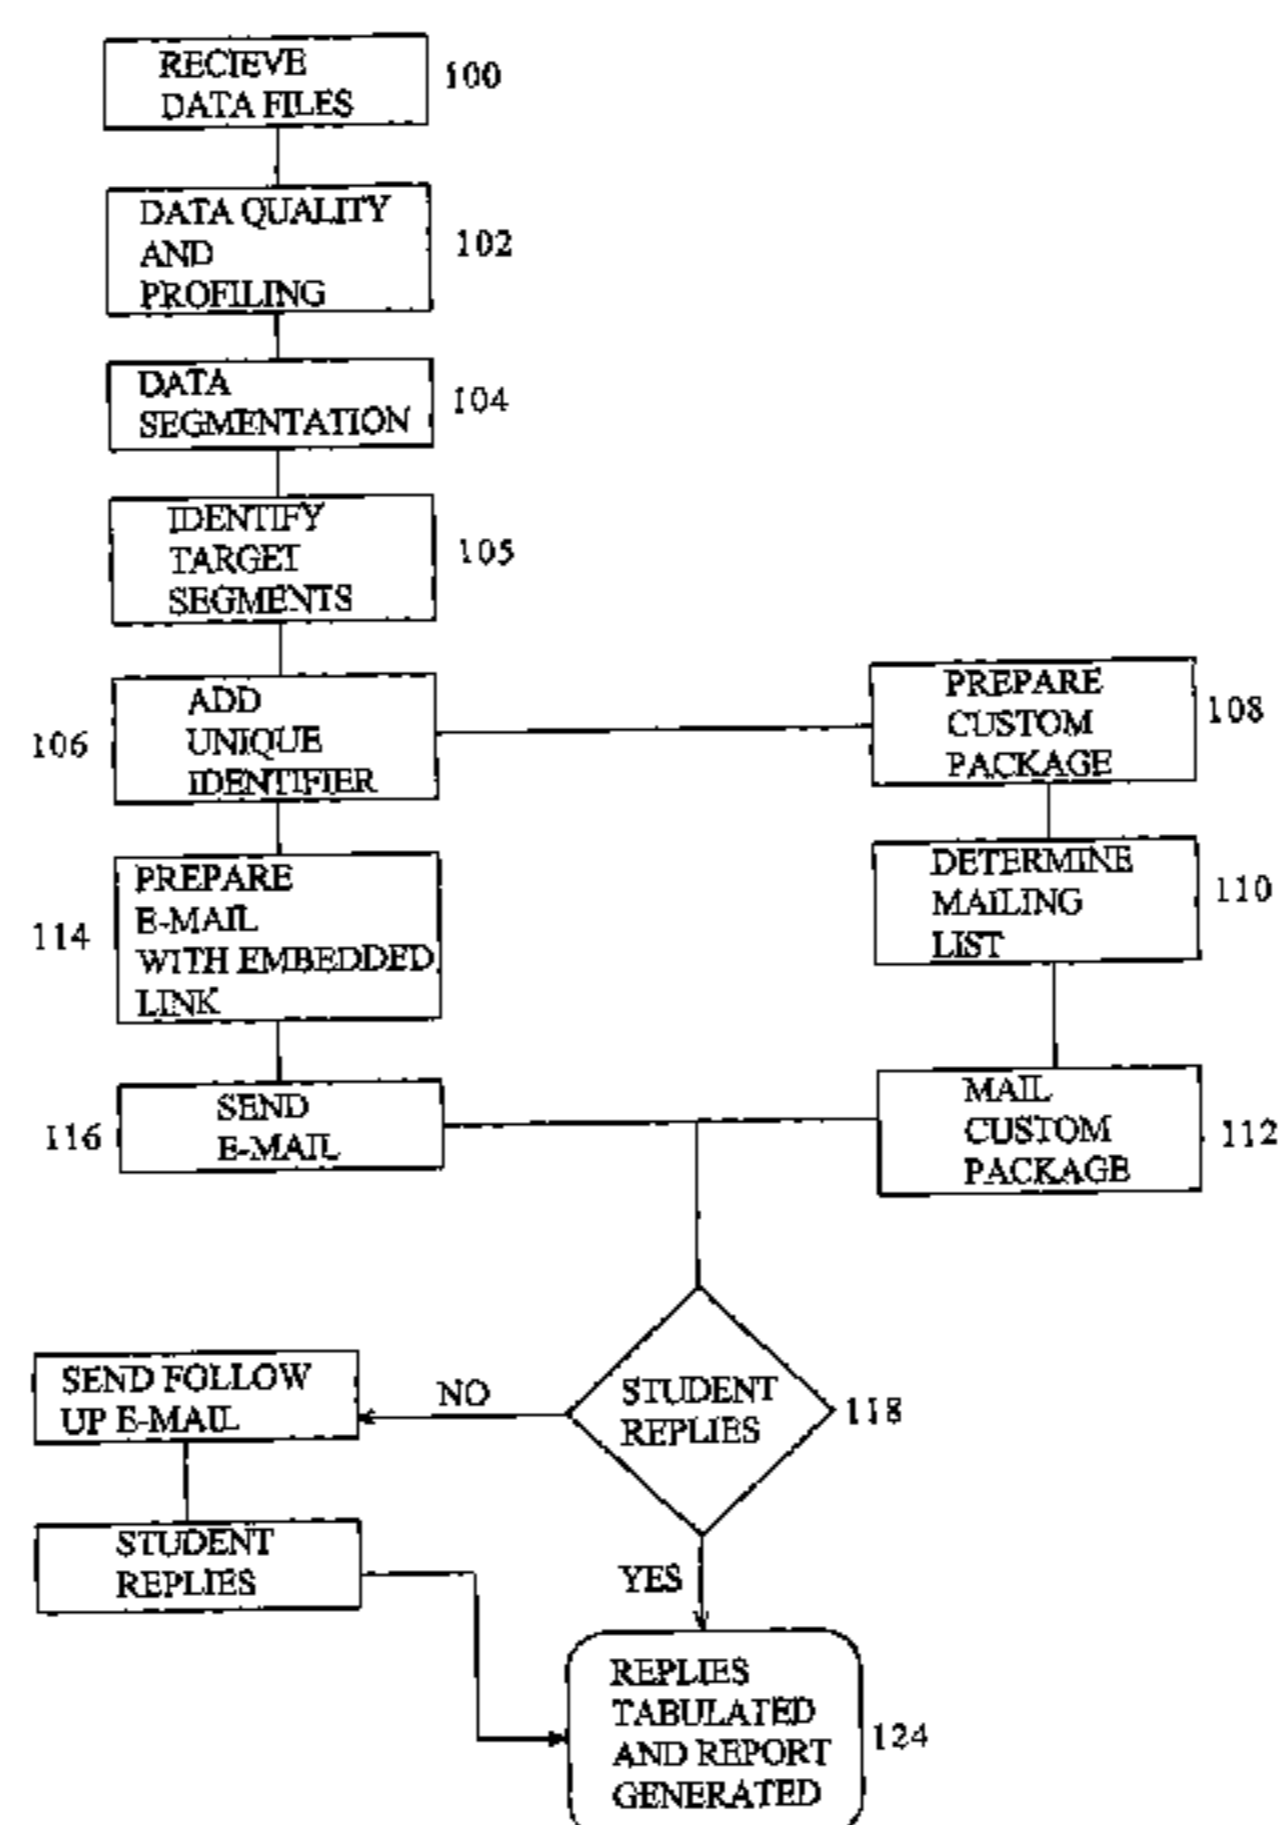 RECIEVE
DATA FILES
100
DATA QUALITY
AND
PROFILING
102
DATA
SEGMENTATION
104
IDENTIFY
TARGET
SEGMENTS
105
106
ADD
UNIQUE
IDENTIFIER
PREPARE
CUSTOM
PACKAGE
108
114
PREPARE
E-MAIL
WITH EMBEDDED
LINK
DETERMINE
MAILING
LIST
110
116
SEND
E-MAIL
MAIL
CUSTOM
PACKAGE
112
SEND FOLLOW
UP E-MAIL
NO
STUDENT
REPLIES
118
STUDENT
REPLIES
YES
REPLIES
TABULATED
AND REPORT
GENERATED
124